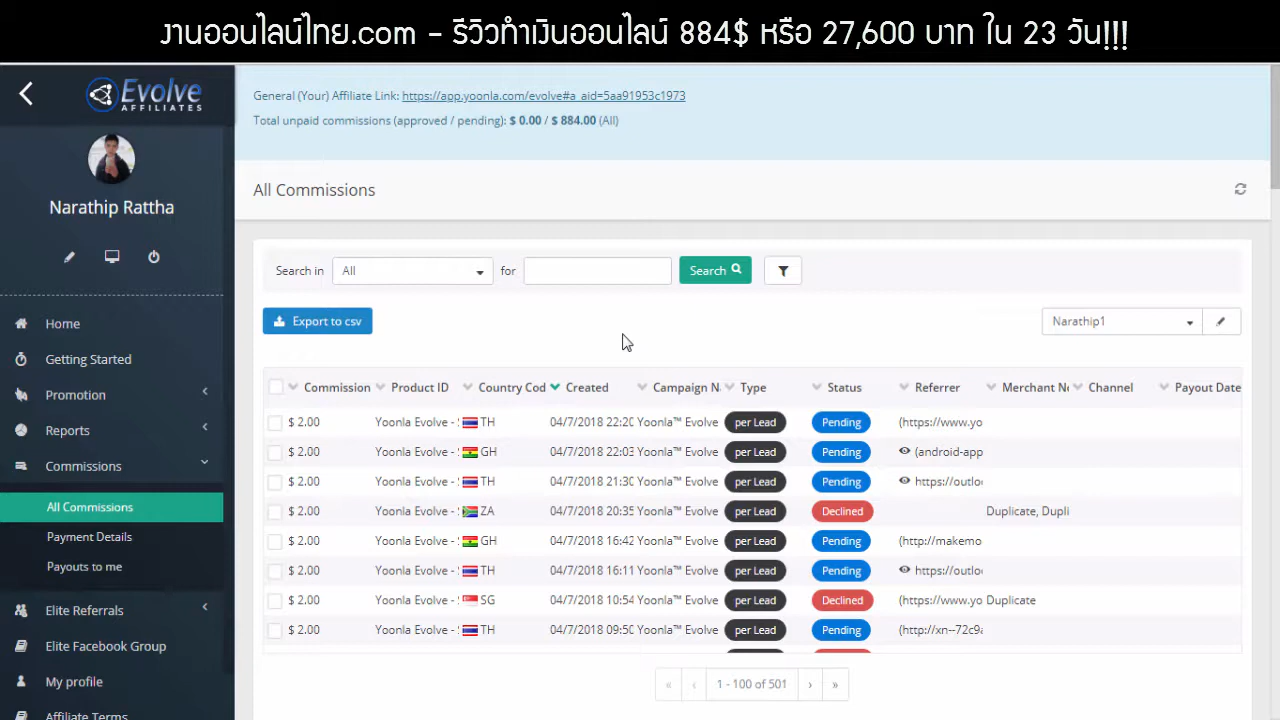 งานออนไลน์ไทย.com - รีวิวทำเงินออนไลน์ 884$ หรือ 27,600 บาท ใน 23 วัน!!!
Evolve
AFFILIATES
Narathip Rattha
Home
Getting Started
Promotion
Reports
Commissions
All Commissions
Payment Details
Payouts to me
Elite Referrals
Elite Facebook Group
My profile
Affiliate Terms
General (Your) Affiliate Link: https://app.yoonla.com/evolve#a_aid=5aa91953c1973
Total unpaid commissions (approved / pending): $ 0.00 / $ 884.00 (All)
All Commissions
Search in All for Search
Export to csv Narathip1
Commission Product ID Country Cod Created Campaign N. Type Status Referrer Merchant No Channel Payout Date
$ 2.00 Yoonla Evolve - TH 04/7/2018 22:20 Yoonla™ Evolve per Lead Pending (https://www.yo
$ 2.00 Yoonla Evolve - GH 04/7/2018 22:03 Yoonla™ Evolve per Lead Pending (android-app
$ 2.00 Yoonla Evolve - TH 04/7/2018 21:30 Yoonla™ Evolve per Lead Pending https://outlo
$ 2.00 Yoonla Evolve - ZA 04/7/2018 20:35 Yoonla™ Evolve per Lead Declined Duplicate, Dupli
$ 2.00 Yoonla Evolve - GH 04/7/2018 16:42 Yoonla™ Evolve per Lead Pending (http://makemo
$ 2.00 Yoonla Evolve - TH 04/7/2018 16:11 Yoonla™ Evolve per Lead Pending https://outlo
$ 2.00 Yoonla Evolve - SG 04/7/2018 10:54 Yoonla™ Evolve per Lead Declined (https://www.yo Duplicate
$ 2.00 Yoonla Evolve - TH 04/7/2018 09:50 Yoonla™ Evolve per Lead Pending (http://xn--72c9a
« ‹ 1 - 100 of 501 › »